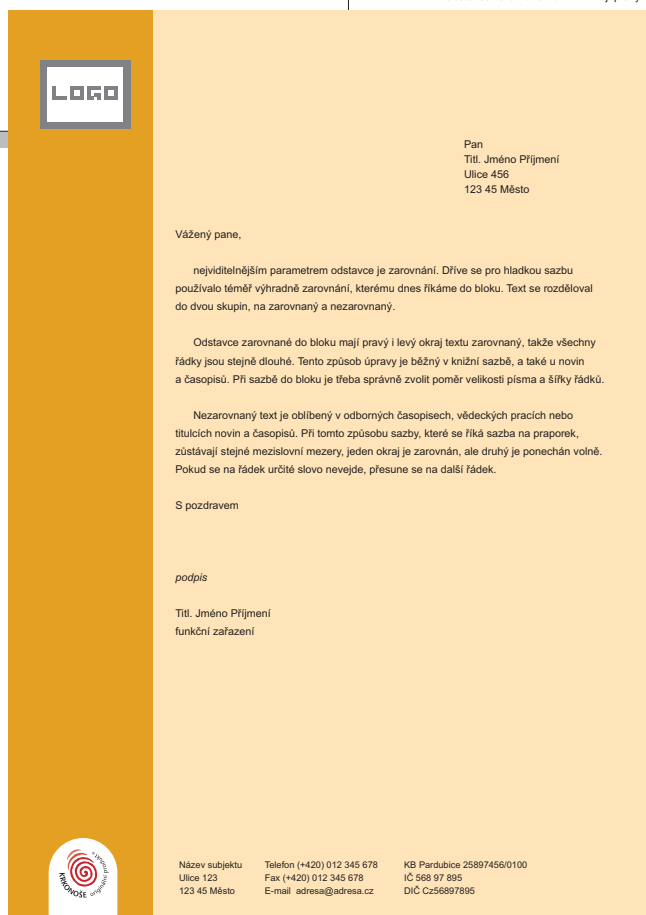 LOGO
Pan
Titl. Jméno Příjmení
Ulice 456
123 45 Město
Vážený pane,
nejviditelnějším parametrem odstavce je zarovnání. Dříve se pro hladkou sazbu
používalo téměř výhradně zarovnání, kterému dnes říkáme do bloku. Text se rozděloval
do dvou skupin, na zarovnaný a nezarovnaný.
Odstavce zarovnané do bloku mají pravý i levý okraj textu zarovnaný, takže všechny
řádky jsou stejně dlouhé. Tento způsob úpravy je běžný v knižní sazbě, a také u novin
a časopisů. Při sazbě do bloku je třeba správně zvolit poměr velikosti písma a šířky řádků.
Nezarovnaný text je oblíbený v odborných časopisech, vědeckých pracích nebo
titulcích novin a časopisů. Při tomto způsobu sazby, které se říká sazba na praporek,
zůstávají stejné mezislovní mezery, jeden okraj je zarovnán, ale druhý je ponechán volně.
Pokud se na řádek určité slovo nevejde, přesune se na další řádek.
S pozdravem
podpis
Titl. Jméno Příjmení
funkční zařazení
KRKONOŠE originální produkt
Název subjektu Telefon (+420) 012 345 678 KB Pardubice 25897456/0100
Ulice 123 Fax (+420) 012 345 678 IČ 568 97 895
123 45 Město E-mail adresa@adresa.cz DIČ Cz56897895